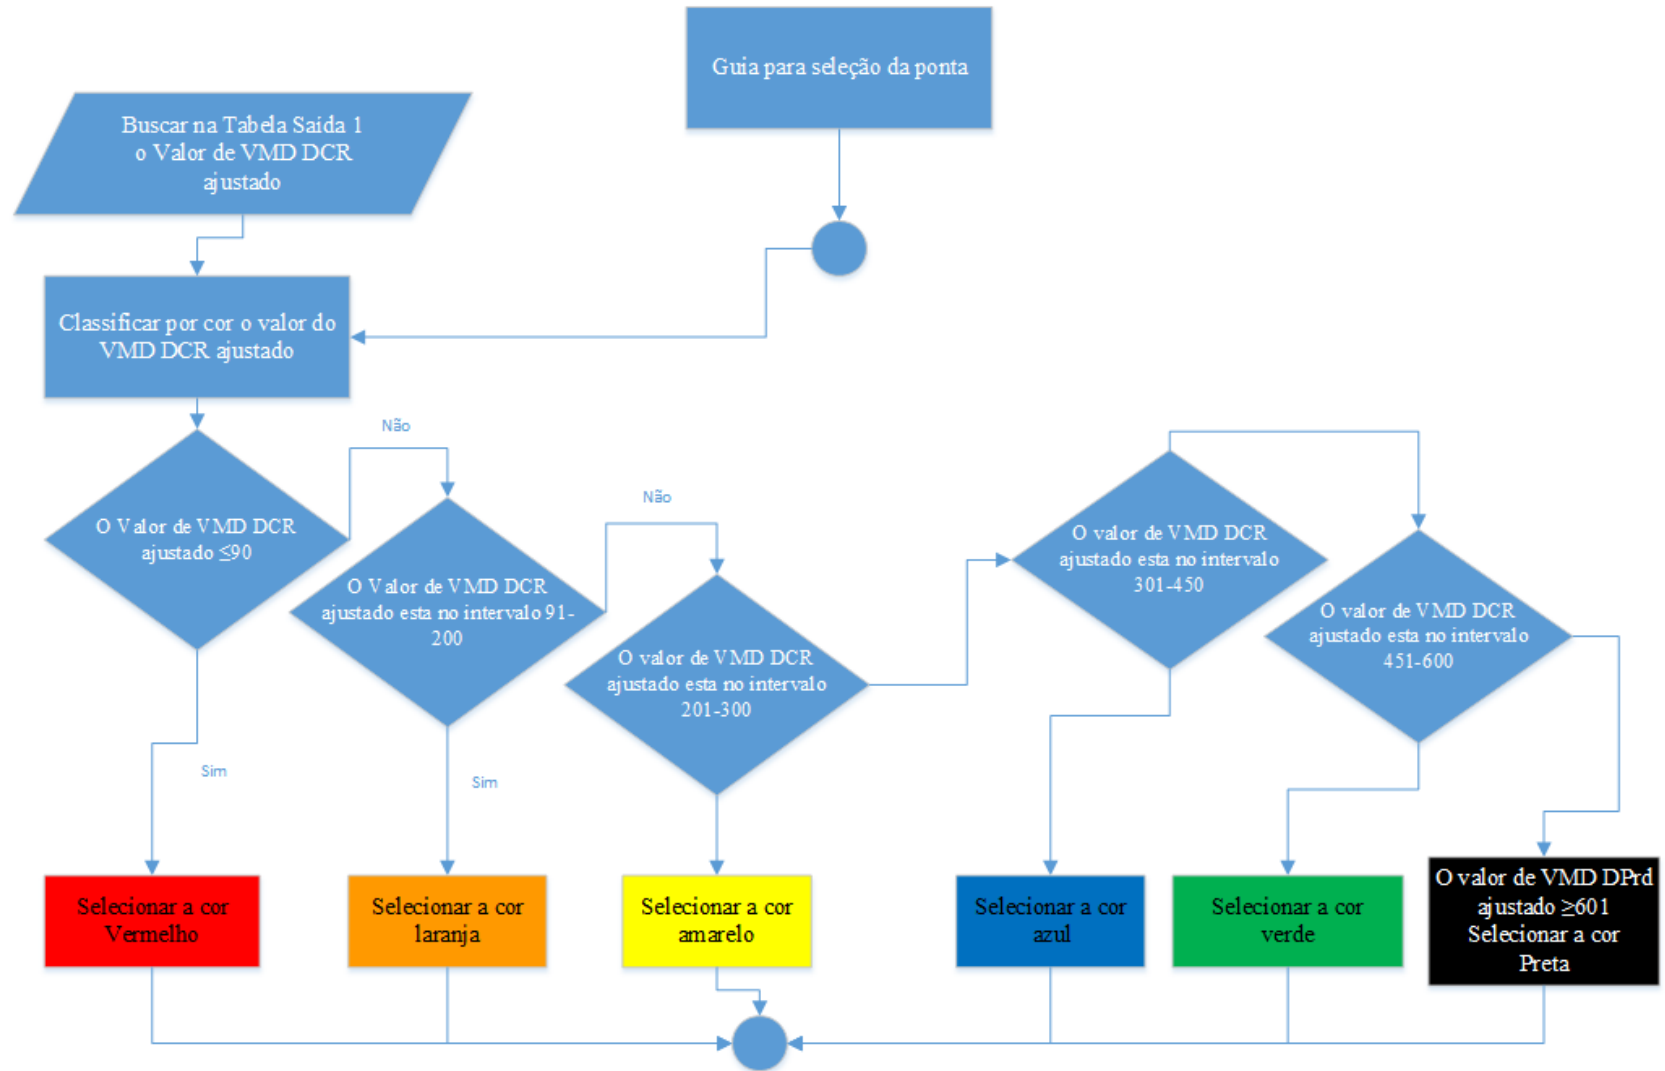 Guia para seleção da ponta
Buscar na Tabela Saída 1
o Valor de VMD DCR
ajustado
Classificar por cor o valor do
VMD DCR ajustado
Não
O Valor de VMD DCR
ajustado ≤90
Não
O Valor de VMD DCR
ajustado esta no intervalo 91-
200
O valor de VMD DCR
ajustado esta no intervalo
201-300
O valor de VMD DCR
ajustado esta no intervalo
301-450
O valor de VMD DCR
ajustado esta no intervalo
451-600
Sim
Sim
Selecionar a cor
Vermelho
Selecionar a cor
laranja
Selecionar a cor
amarelo
Selecionar a cor
azul
Selecionar a cor
verde
O valor de VMD DPrd
ajustado ≥601
Selecionar a cor
Preta